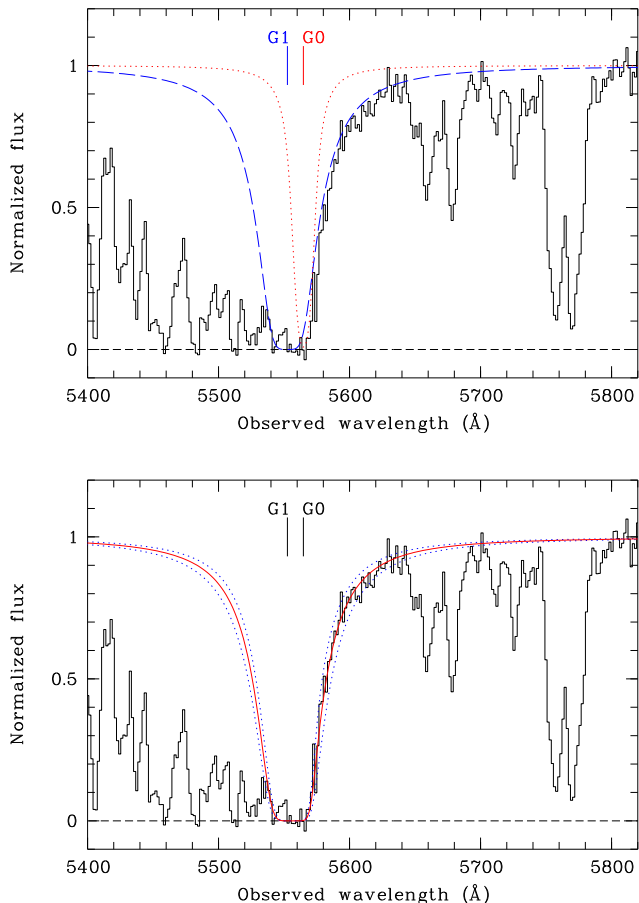 G1 G0
1
0.5
0
Normalized flux
5400 5500 5600 5700 5800
Observed wavelength (Å)
G1 G0
1
0.5
0
Normalized flux
5400 5500 5600 5700 5800
Observed wavelength (Å)